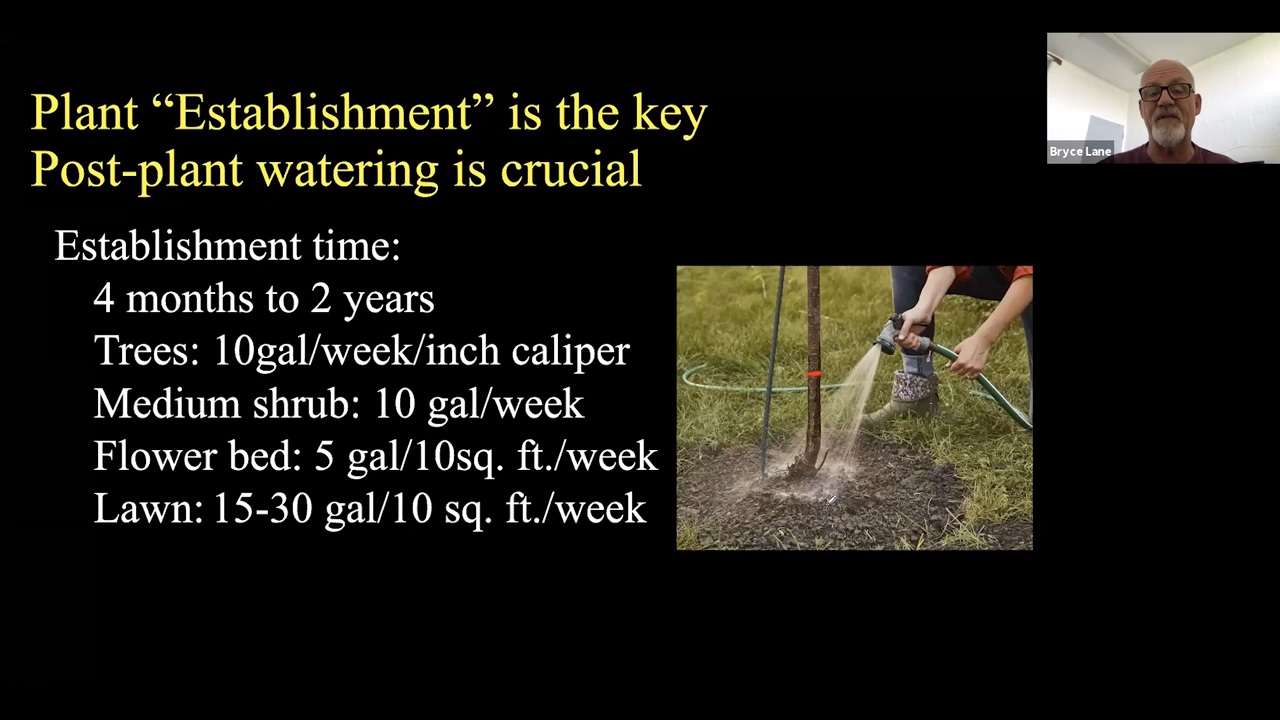 Plant “Establishment” is the key
Post-plant watering is crucial
Establishment time:
4 months to 2 years
Trees: 10gal/week/inch caliper
Medium shrub: 10 gal/week
Flower bed: 5 gal/10sq. ft./week
Lawn: 15-30 gal/10 sq. ft./week
Bryce Lane